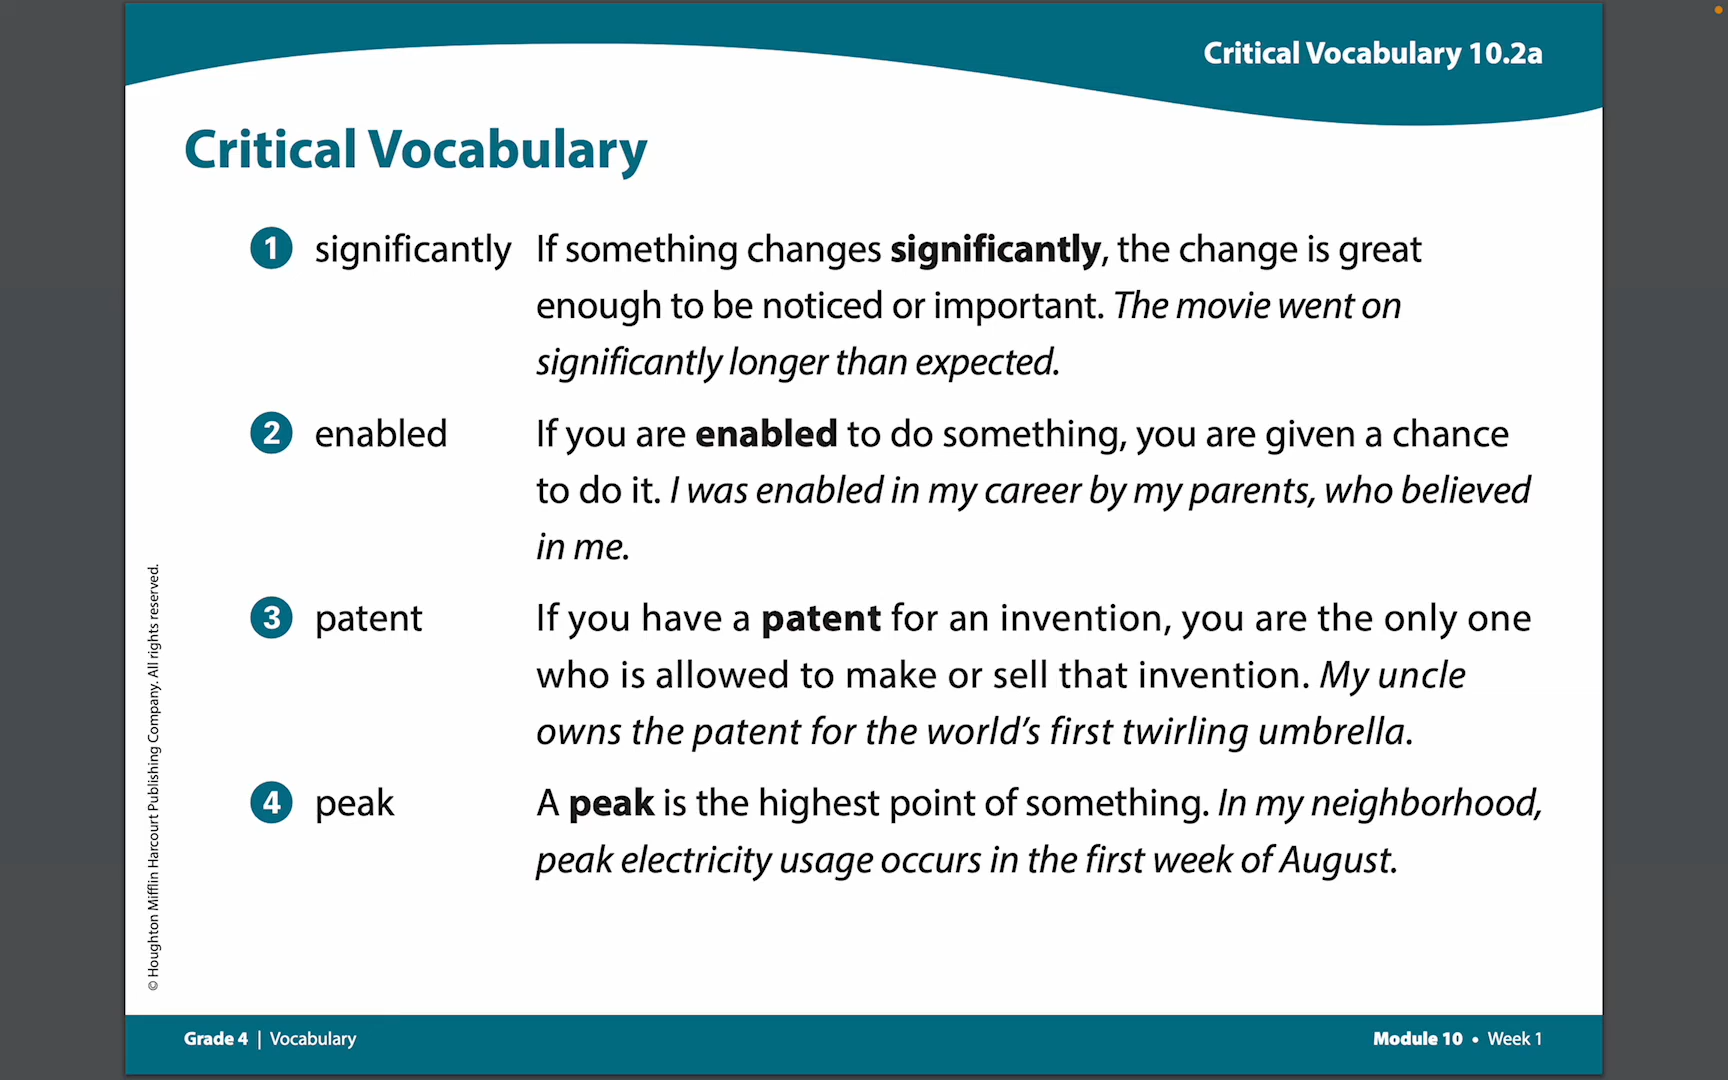 Critical Vocabulary 10.2a
Critical Vocabulary
1 significantly If something changes significantly, the change is great
enough to be noticed or important. The movie went on
significantly longer than expected.
2 enabled If you are enabled to do something, you are given a chance
to do it. I was enabled in my career by my parents, who believed
in me.
3 patent If you have a patent for an invention, you are the only one
who is allowed to make or sell that invention. My uncle
owns the patent for the world’s first twirling umbrella.
4 peak A peak is the highest point of something. In my neighborhood,
peak electricity usage occurs in the first week of August.
© Houghton Mifflin Harcourt Publishing Company. All rights reserved.
Grade 4 | Vocabulary
Module 10 • Week 1